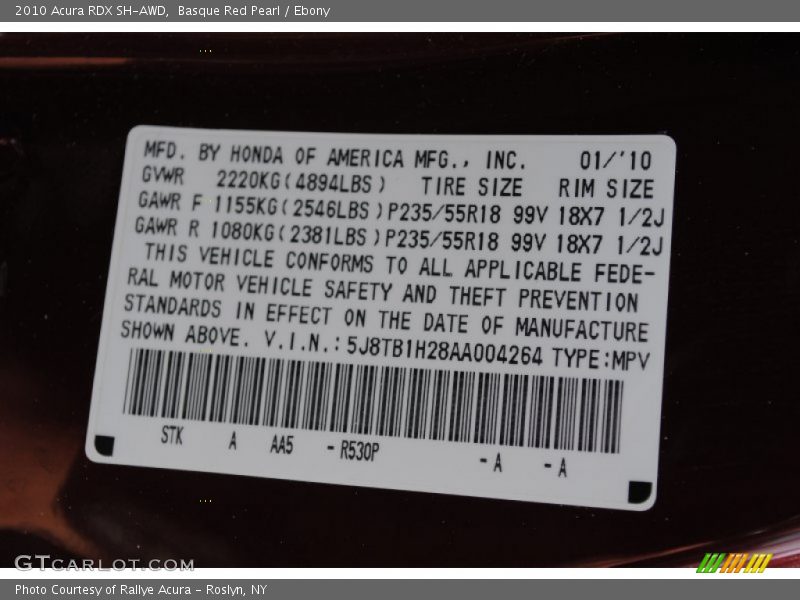 2010 Acura RDX SH-AWD,  Basque Red Pearl / Ebony
MFD. BY HONDA OF AMERICA MFG., INC. 01/'10
GVWR 2220KG(4894LBS) TIRE SIZE RIM SIZE
GAWR F 1155KG(2546LBS)P235/55R18 99V 18X7 1/2J
GAWR R 1080KG(2381LBS)P235/55R18 99V 18X7 1/2J
THIS VEHICLE CONFORMS TO ALL APPLICABLE FEDE-
RAL MOTOR VEHICLE SAFETY AND THEFT PREVENTION
STANDARDS IN EFFECT ON THE DATE OF MANUFACTURE
SHOWN ABOVE. V.I.N.:5J8TB1H28AA004264 TYPE:MPV
STK A AA5 -R530P -A -A
GTCARLOT.COM
Photo Courtesy of Rallye Acura - Roslyn, NY